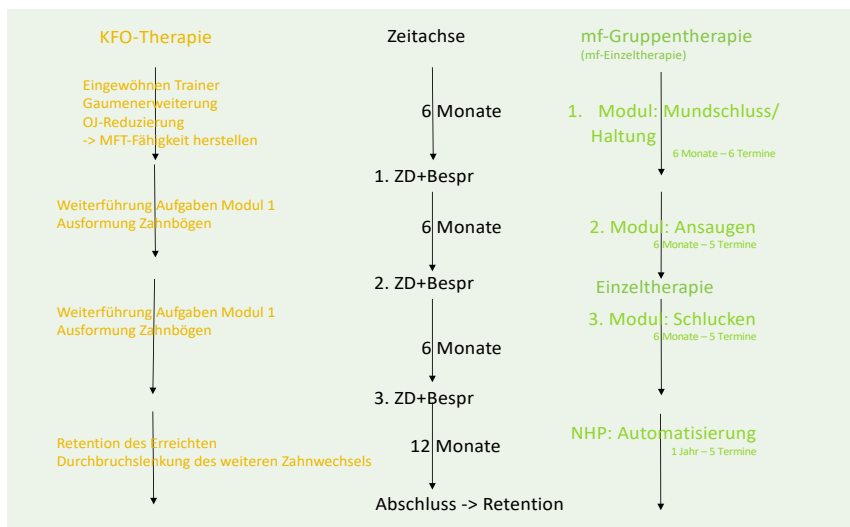 KFO-Therapie
Zeitachse
mf-Gruppentherapie
(mf-Einzeltherapie)
Eingewöhnen Trainer
Gaumenerweiterung
OJ-Reduzierung
-> MFT-Fähigkeit herstellen
6 Monate
1. Modul: Mundschluss/
Haltung
6 Monate – 6 Termine
1. ZD+Bespr
Weiterführung Aufgaben Modul 1
Ausformung Zahnbögen
6 Monate
2. Modul: Ansaugen
6 Monate – 5 Termine
2. ZD+Bespr
Einzeltherapie
Weiterführung Aufgaben Modul 1
Ausformung Zahnbögen
6 Monate
3. Modul: Schlucken
6 Monate – 5 Termine
3. ZD+Bespr
Retention des Erreichten
Durchbruchslenkung des weiteren Zahnwechsels
12 Monate
NHP: Automatisierung
1 Jahr – 5 Termine
Abschluss -> Retention